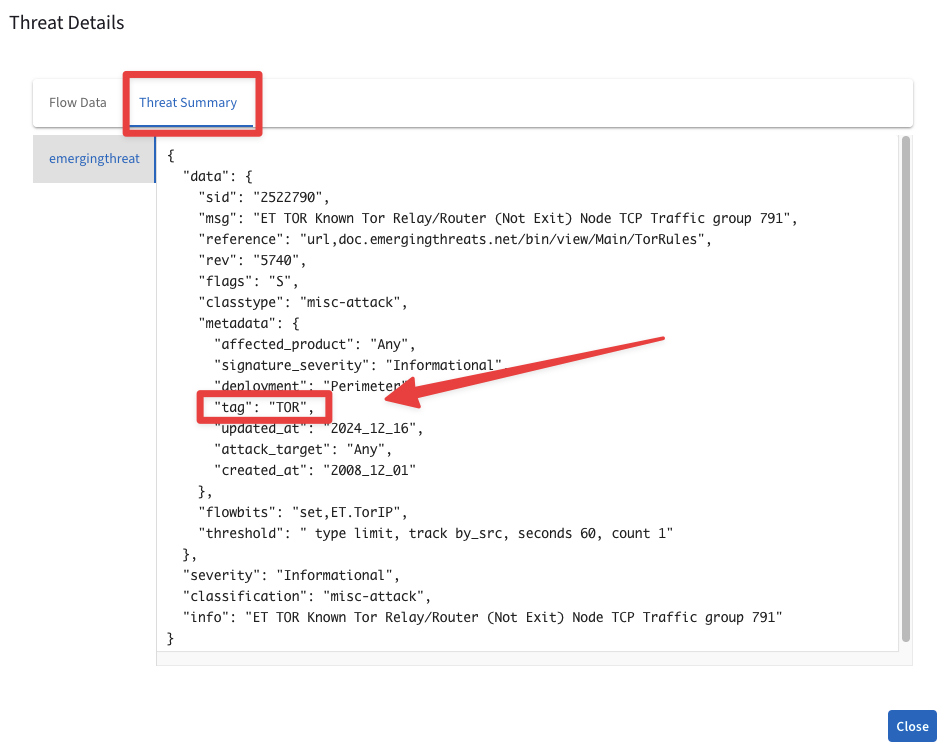 Threat Details
Flow Data
Threat Summary
emergingthreat
{
"data": {
"sid": "2522790",
"msg": "ET TOR Known Tor Relay/Router (Not Exit) Node TCP Traffic group 791",
"reference": "url,doc.emergingthreats.net/bin/view/Main/TorRules",
"rev": "5740",
"flags": "S",
"classtype": "misc-attack",
"metadata": {
"affected_product": "Any",
"signature_severity": "Informational",
"deployment": "Perimeter",
"tag": "TOR",
"updated_at": "2024_12_16",
"attack_target": "Any",
"created_at": "2008_12_01"
},
"flowbits": "set,ET.TorIP",
"threshold": " type limit, track by_src, seconds 60, count 1"
},
"severity": "Informational",
"classification": "misc-attack",
"info": "ET TOR Known Tor Relay/Router (Not Exit) Node TCP Traffic group 791"
}
Close